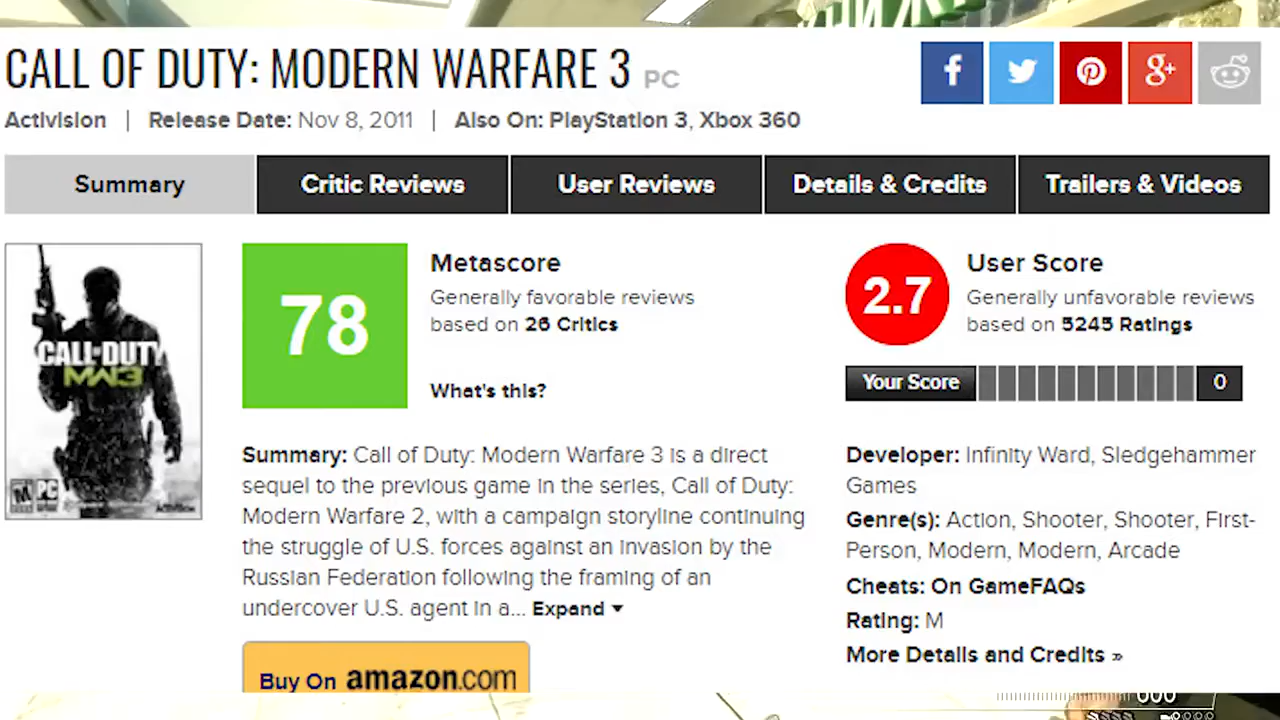 CALL OF DUTY: MODERN WARFARE 3 PC
f
g+
Activision | Release Date: Nov 8, 2011 | Also On: PlayStation 3, Xbox 360
Summary
Critic Reviews
User Reviews
Details & Credits
Trailers & Videos
CALL OF DUTY
MW3
M
PC
78
Metascore
Generally favorable reviews
based on 26 Critics
What's this?
2.7
User Score
Generally unfavorable reviews
based on 5245 Ratings
Your Score
0
Summary: Call of Duty: Modern Warfare 3 is a direct
sequel to the previous game in the series, Call of Duty:
Modern Warfare 2, with a campaign storyline continuing
the struggle of U.S. forces against an invasion by the
Russian Federation following the framing of an
undercover U.S. agent in a... Expand
Buy On amazon.com
Developer: Infinity Ward, Sledgehammer
Games
Genre(s): Action, Shooter, Shooter, First-
Person, Modern, Modern, Arcade
Cheats: On GameFAQs
Rating: M
More Details and Credits »
600